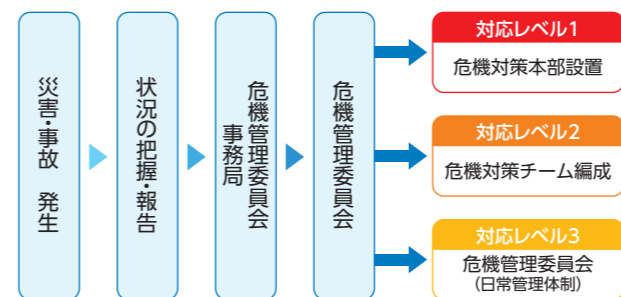 災害・事故 発生
状況の把握・報告
危機管理委員会
事務局
危機管理委員会
対応レベル1
危機対策本部設置
対応レベル2
危機対策チーム編成
対応レベル3
危機管理委員会
(日常管理体制)